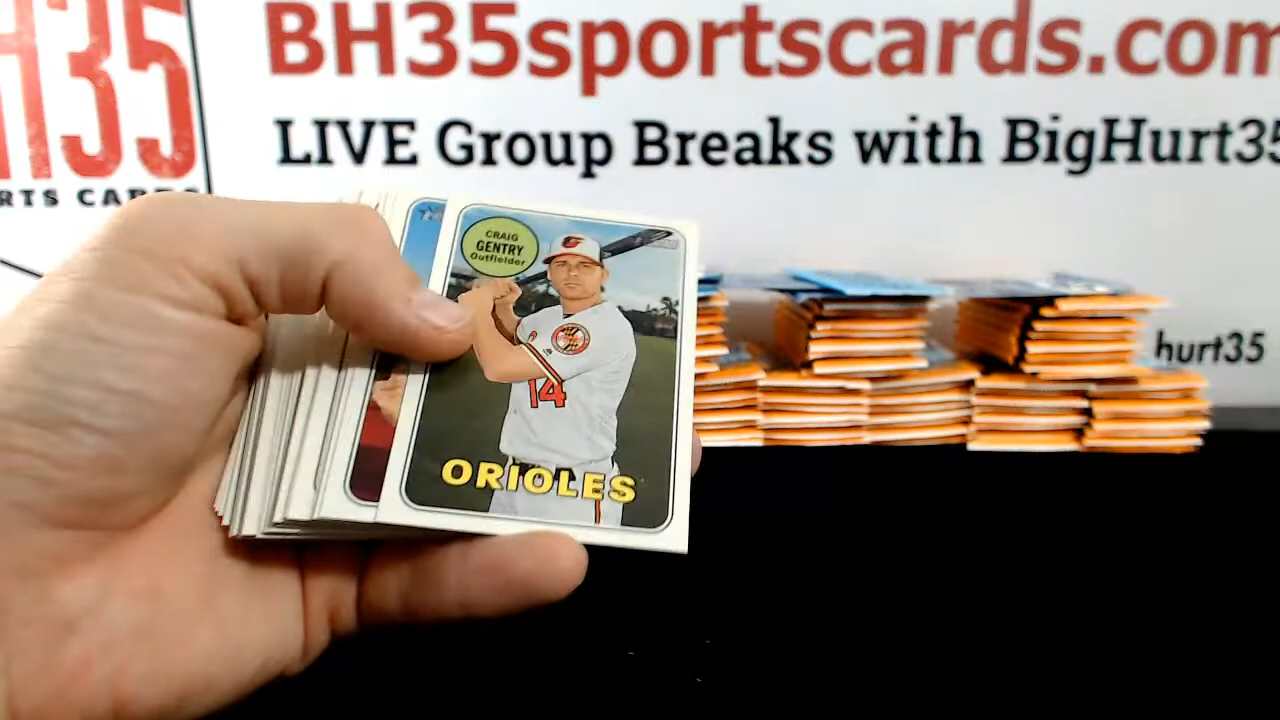 BH35sportscards.com
H35
RTS CARDS
LIVE Group Breaks with BigHurt35
hurt35
CRAIG
GENTRY
Outfielder
14
ORIOLES